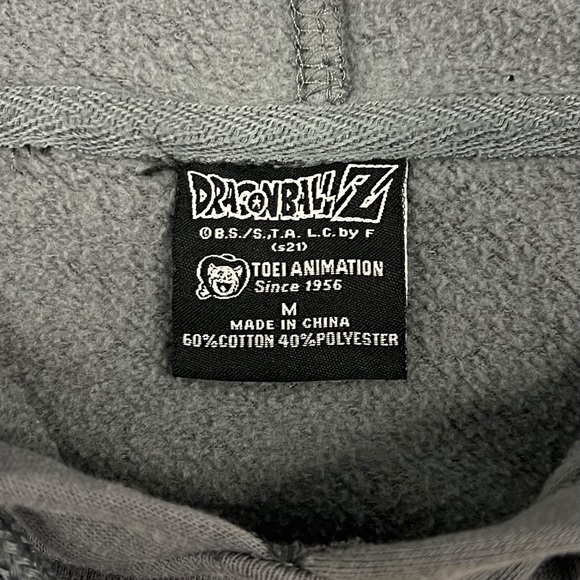 DRAGONBALL Z
©B.S./S.,T.A. L.C. by F
(s21)
TOEI ANIMATION
Since 1956
M
MADE IN CHINA
60%COTTON 40%POLYESTER